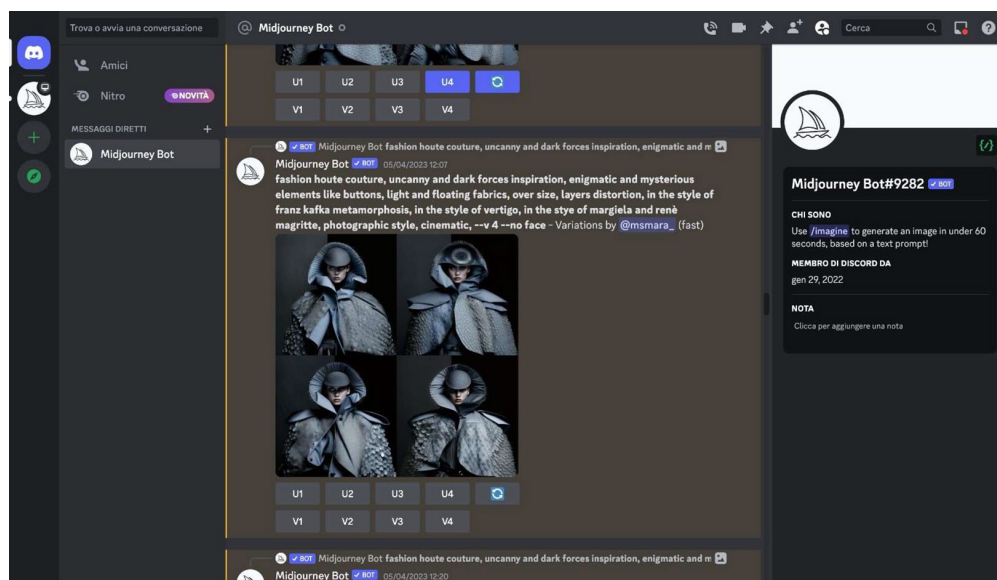 Trova o avvia una conversazione
Amici
Nitro
NOVITÀ
MESSAGGI DIRETTI
Midjourney Bot
Midjourney Bot
Cerca
U1 U2 U3 U4
V1 V2 V3 V4
BOT Midjourney Bot fashion houte couture, uncanny and dark forces inspiration, enigmatic and m
Midjourney Bot BOT 05/04/2023 12:07
fashion houte couture, uncanny and dark forces inspiration, enigmatic and mysterious
elements like buttons, light and floating fabrics, over size, layers distortion, in the style of
franz kafka metamorphosis, in the style of vertigo, in the stye of margiela and renè
magritte, photographic style, cinematic, --v 4 --no face - Variations by @msmara_ (fast)
U1 U2 U3 U4
V1 V2 V3 V4
BOT Midjourney Bot fashion houte couture, uncanny and dark forces inspiration, enigmatic and m
Midjourney Bot BOT 05/04/2023 12:20
Midjourney Bot#9282 BOT
CHI SONO
Use /imagine to generate an image in under 60
seconds, based on a text prompt!
MEMBRO DI DISCORD DA
gen 29, 2022
NOTA
Clicca per aggiungere una nota